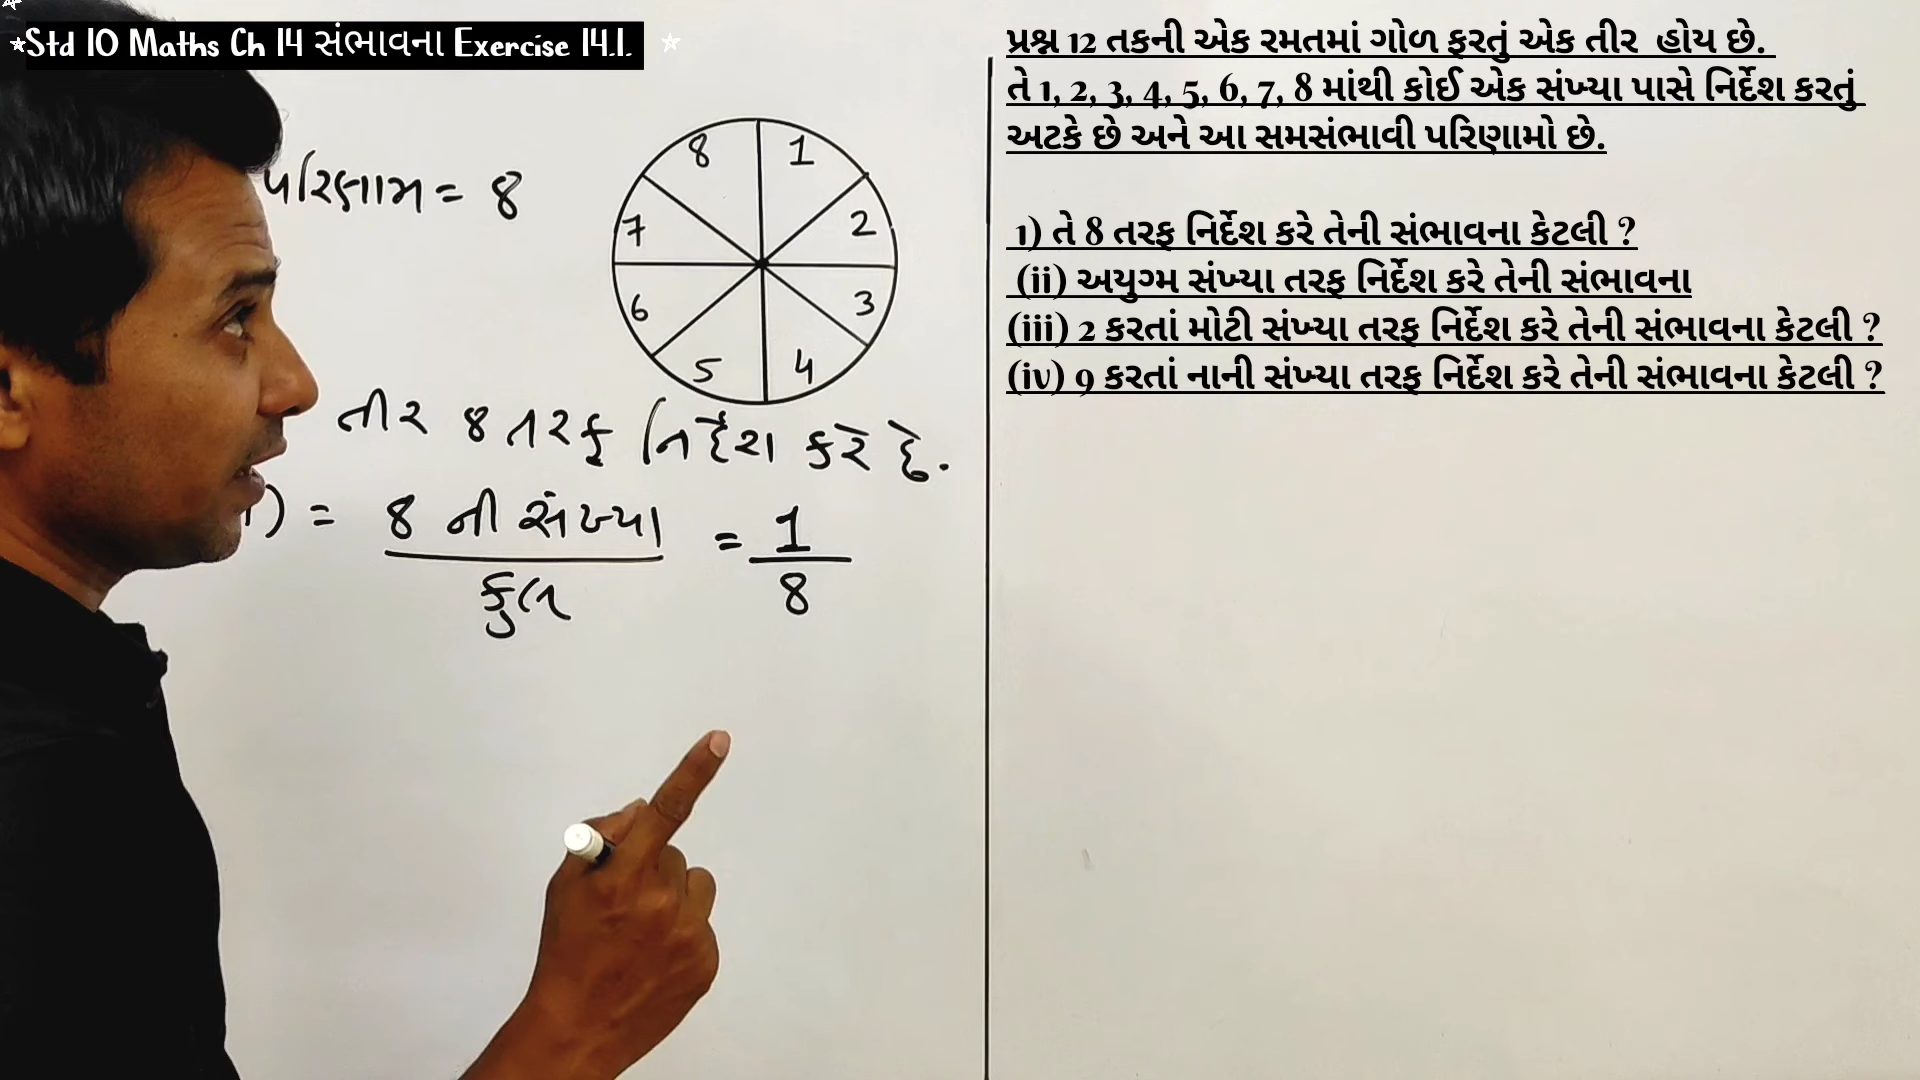 Std 10 Maths Ch 14 સંભાવના Exercise 14.1.
પરિણામ = 8
8 1
7 2
6 3
5 4
તીર 8 તરફ નિર્દેશ કરે છે.
) = 8 ની સંખ્યા = 1
કુલ 8
પ્રશ્ન 12 તકની એક રમતમાં ગોળ ફરતું એક તીર હોય છે.
તે 1, 2, 3, 4, 5, 6, 7, 8 માંથી કોઈ એક સંખ્યા પાસે નિર્દેશ કરતું
અટકે છે અને આ સમસંભાવી પરિણામો છે.
1) તે 8 તરફ નિર્દેશ કરે તેની સંભાવના કેટલી ?
(ii) અયુગ્મ સંખ્યા તરફ નિર્દેશ કરે તેની સંભાવના
(iii) 2 કરતાં મોટી સંખ્યા તરફ નિર્દેશ કરે તેની સંભાવના કેટલી ?
(iv) 9 કરતાં નાની સંખ્યા તરફ નિર્દેશ કરે તેની સંભાવના કેટલી ?